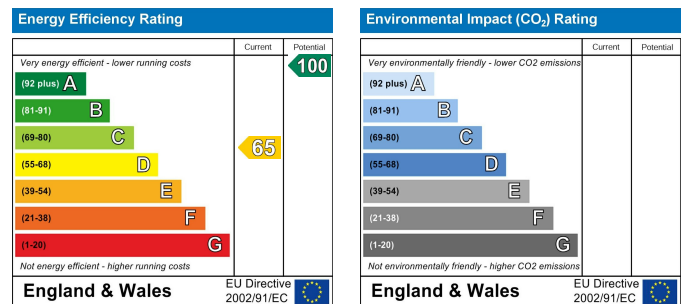 Energy Efficiency Rating
Current Potential
Very energy efficient - lower running costs
(92 plus) A
(81-91) B
(69-80) C
(55-68) D
(39-54) E
(21-38) F
(1-20) G
100
65
Not energy efficient - higher running costs
England & Wales
EU Directive
2002/91/EC
Environmental Impact (CO₂) Rating
Current Potential
Very environmentally friendly - lower CO2 emissions
(92 plus) A
(81-91) B
(69-80) C
(55-68) D
(39-54) E
(21-38) F
(1-20) G
Not environmentally friendly - higher CO2 emissions
England & Wales
EU Directive
2002/91/EC